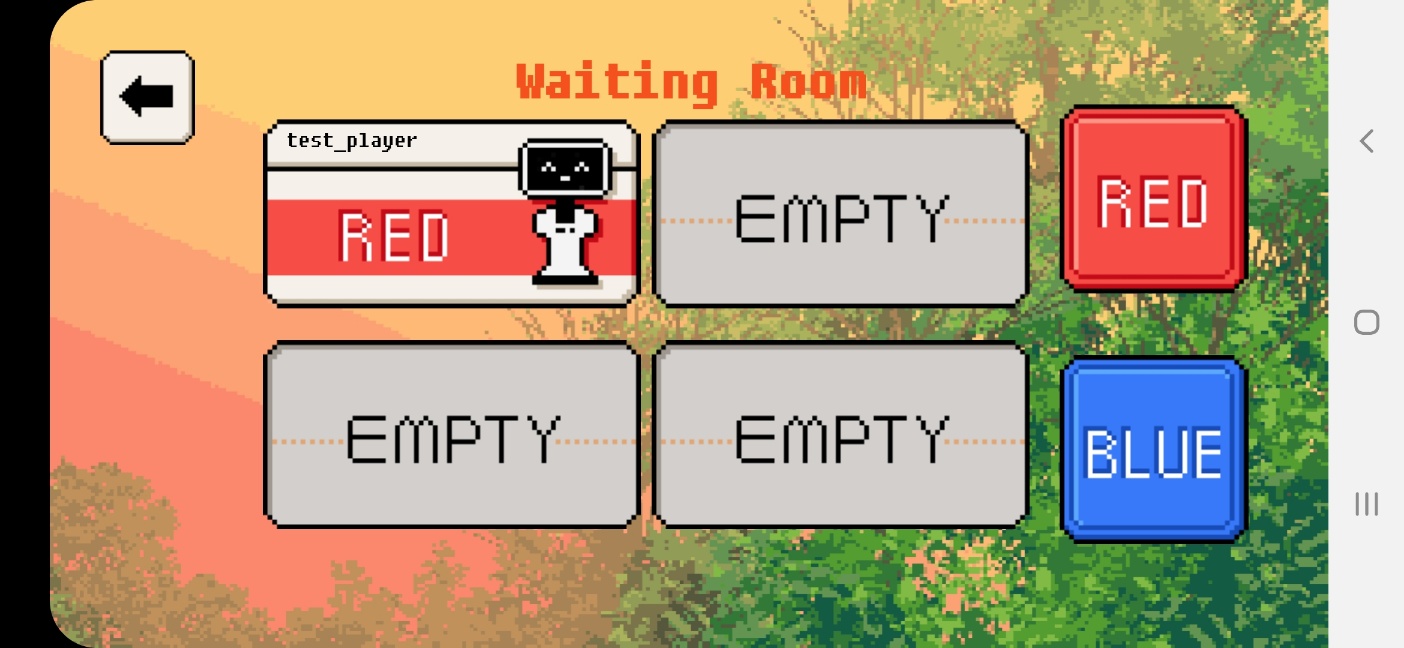 Waiting Room
test_player
RED
EMPTY
RED
EMPTY
EMPTY
BLUE